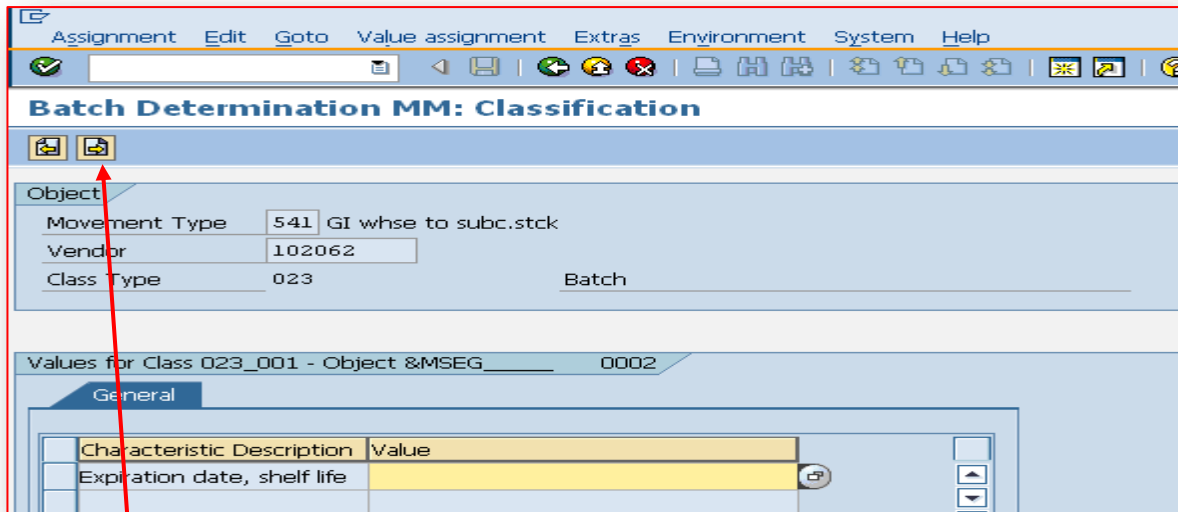 Assignment Edit Goto Value assignment Extras Environment System Help
Batch Determination MM: Classification
Object
Movement Type 541 GI whse to subc.stck
Vendor 102062
Class Type 023 Batch
Values for Class 023_001 - Object &MSEG______ 0002
General
Characteristic Description Value
Expiration date, shelf life